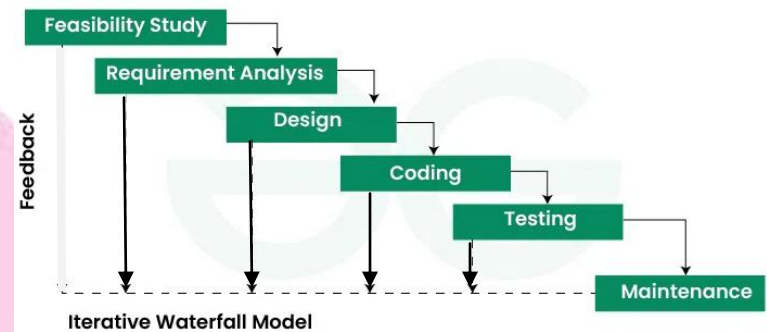 Feasibility Study
Requirement Analysis
Design
Coding
Testing
Maintenance
Feedback
Iterative Waterfall Model